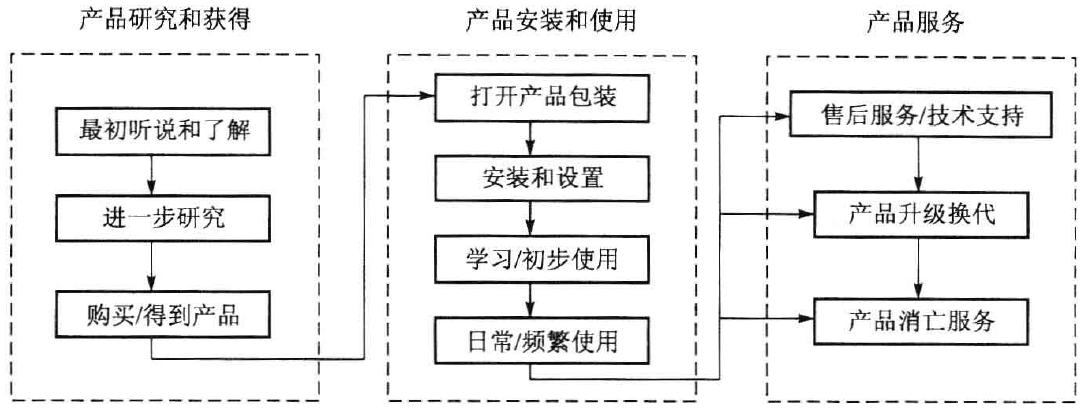 产品研究和获得
最初听说和了解
进一步研究
购买/得到产品
产品安装和使用
打开产品包装
安装和设置
学习/初步使用
日常/频繁使用
产品服务
售后服务/技术支持
产品升级换代
产品消亡服务